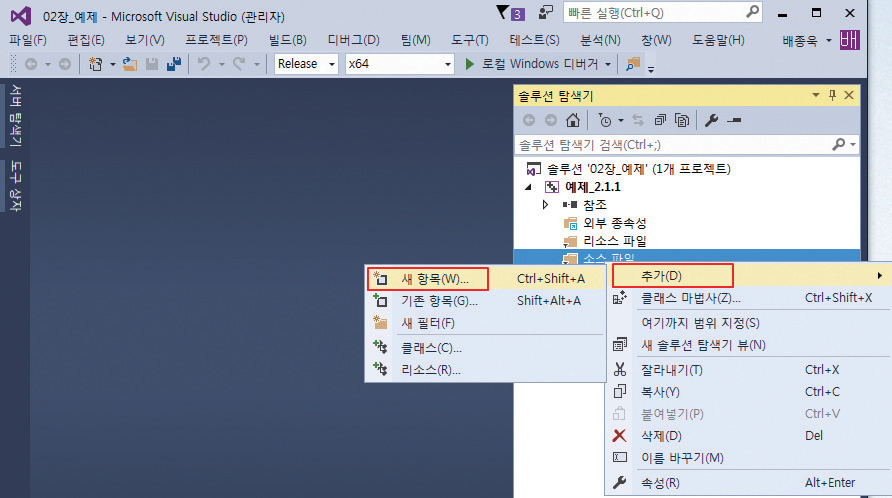 02장_예제 - Microsoft Visual Studio (관리자)
3
빠른 실행(Ctrl+Q)
파일(F) 편집(E) 보기(V) 프로젝트(P) 빌드(B) 디버그(D) 팀(M) 도구(T) 테스트(S) 분석(N) 창(W) 도움말(H) 배종욱 배
Release x64 로컬 Windows 디버거
서버 탐색기
도구 상자
솔루션 탐색기
솔루션 탐색기 검색(Ctrl+;)
솔루션 '02장_예제' (1개 프로젝트)
예제_2.1.1
참조
외부 종속성
리소스 파일
소스 파일
새 항목(W)... Ctrl+Shift+A
기존 항목(G)... Shift+Alt+A
새 필터(F)
클래스(C)...
리소스(R)...
추가(D)
클래스 마법사(Z)... Ctrl+Shift+X
여기까지 범위 지정(S)
새 솔루션 탐색기 뷰(N)
잘라내기(T) Ctrl+X
복사(Y) Ctrl+C
붙여넣기(P) Ctrl+V
삭제(D) Del
이름 바꾸기(M)
속성(R) Alt+Enter